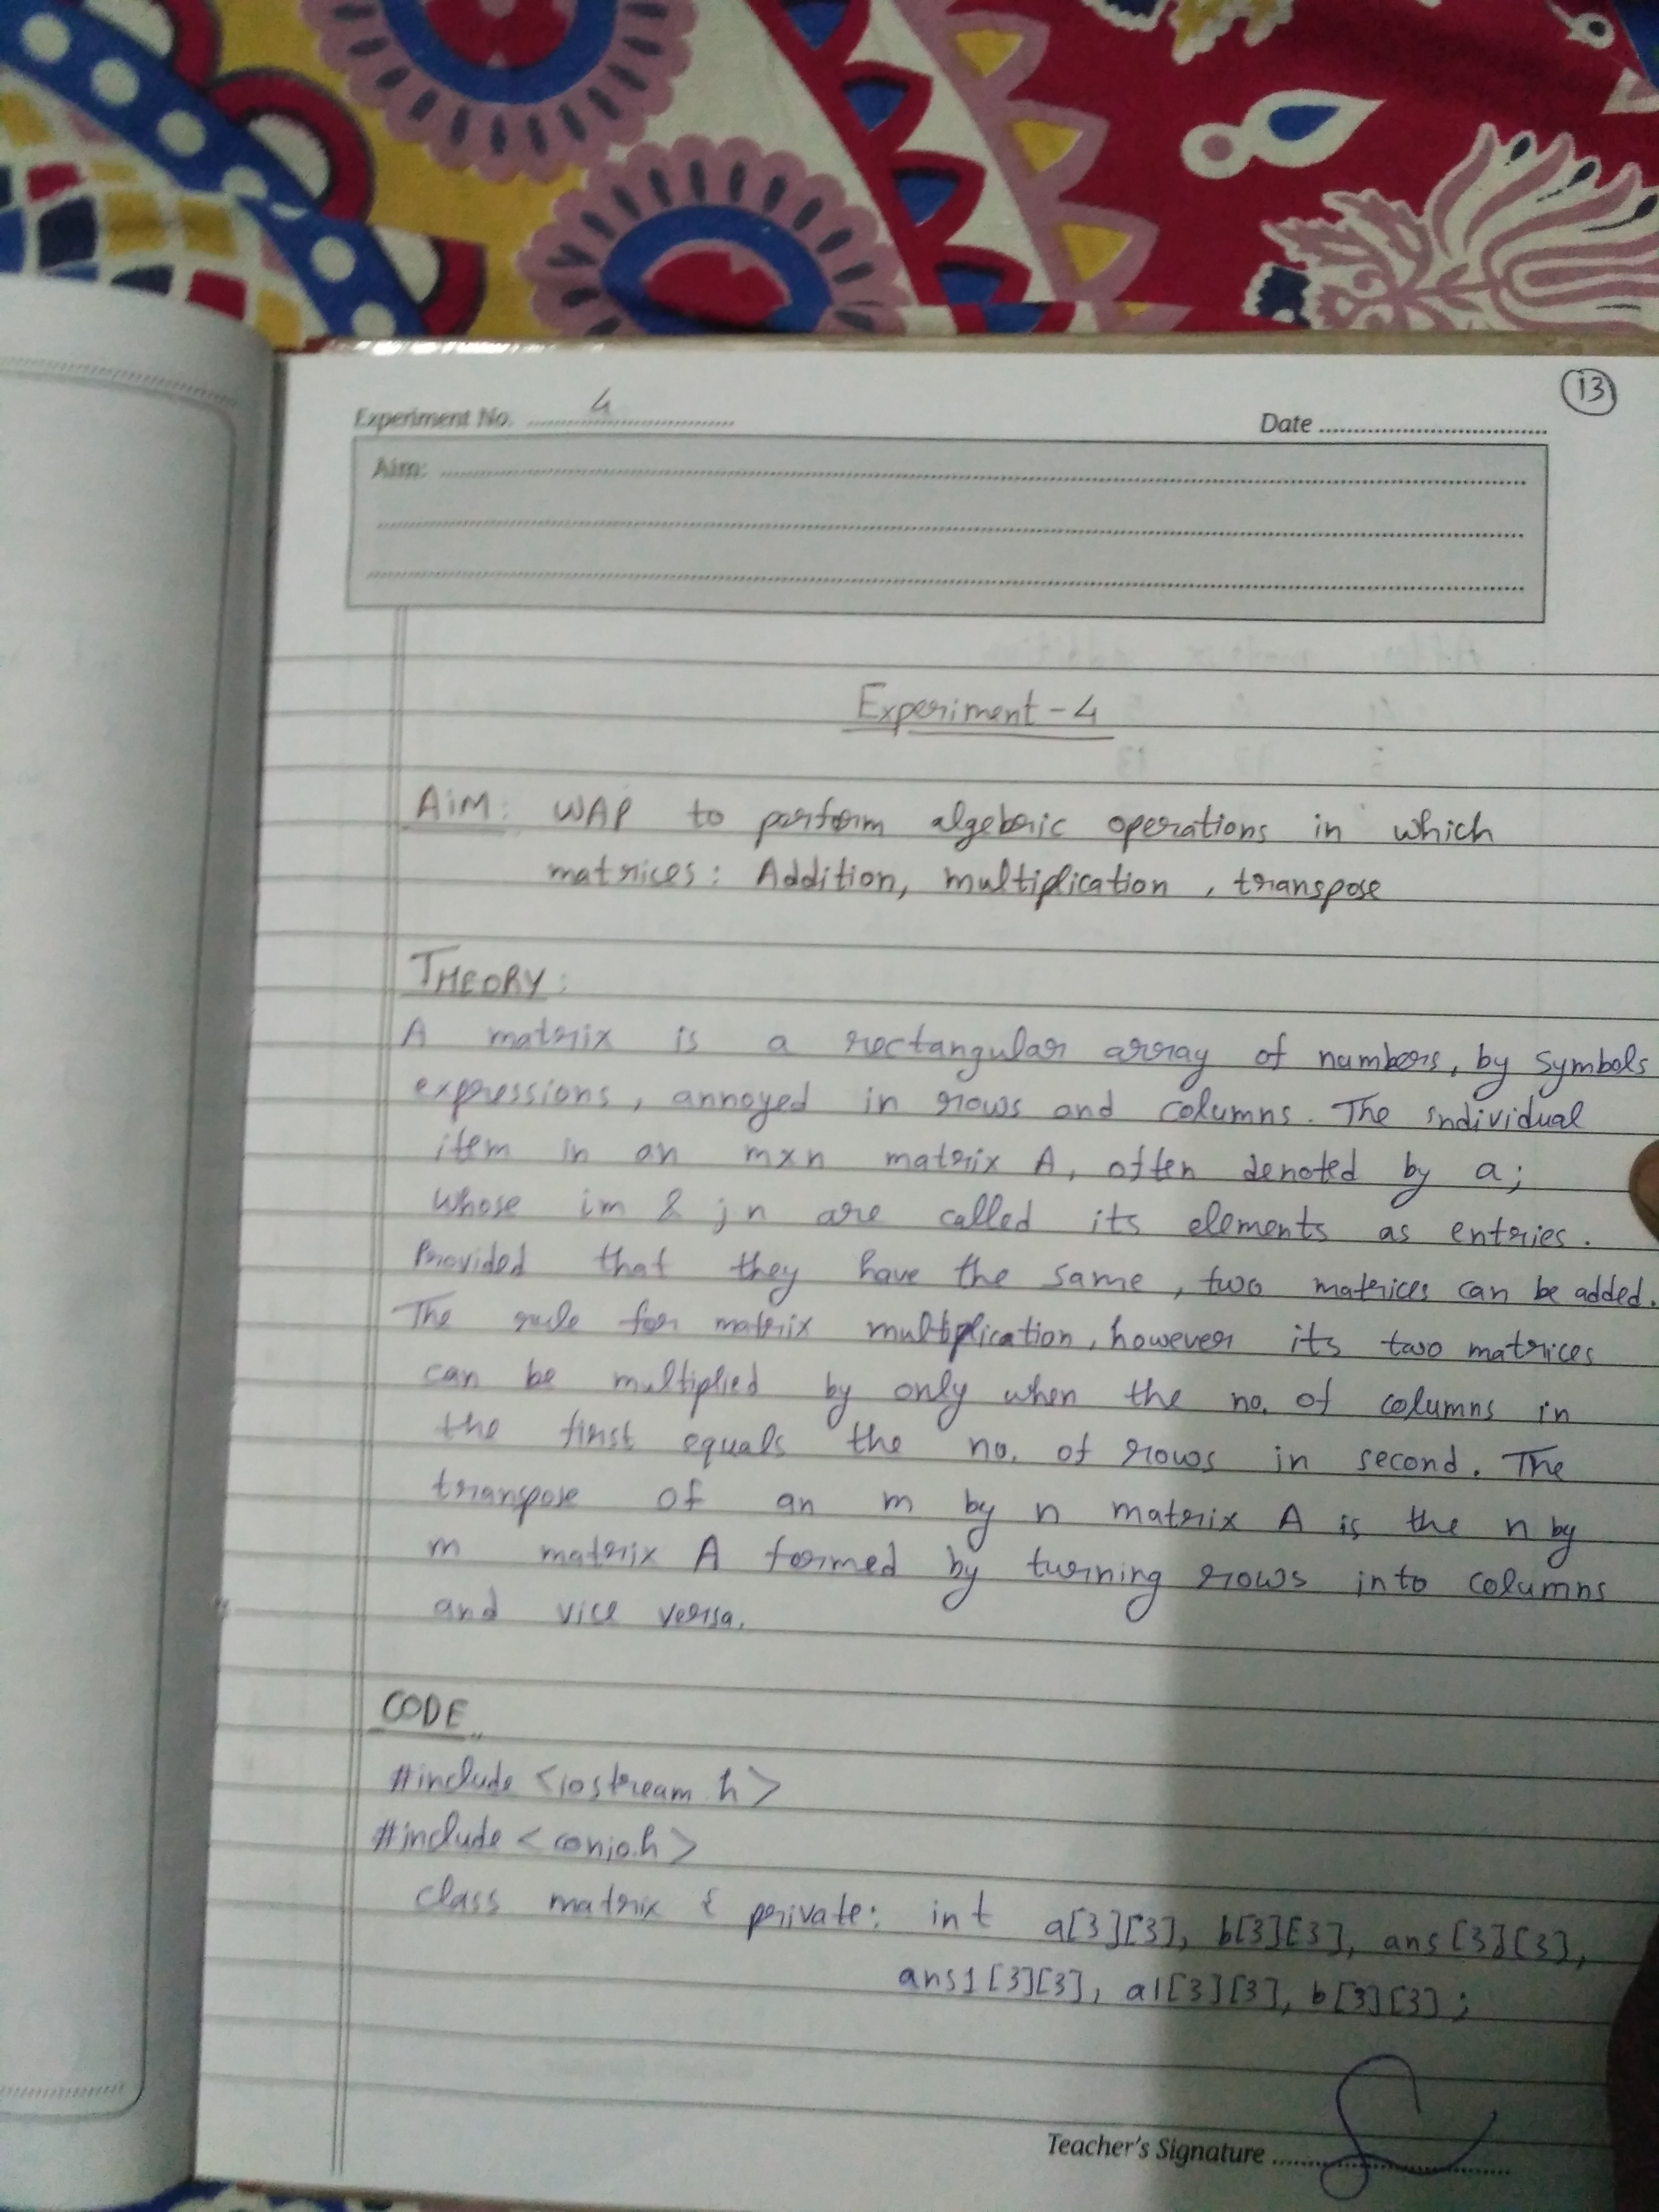 13
Experiment No. 4
Date
Aim:
Experiment - 4
AIM: WAP to perform algebric operations in which
matrices: Addition, multiplication, transpose
THEORY:
A matrix is a rectangular array of numbers, by symbols
expressions, annoyed in rows and columns. The individual
item in an mxn matrix A, often denoted by a;
whose im & jn are called its elements as entries.
Provided that they have the same, two matrices can be added.
The rule for matrix multiplication, however its two matrices
can be multiplied by only when the no. of columns in
the first equals the no. of rows in second. The
transpose of an m by n matrix A is the n by
m matrix A formed by turning rows into columns
and vice versa.
CODE
#include <iostream.h>
#include <conio.h>
class matrix { private: int a[3][3], b[3][3], ans[3][3],
ans1[3][3], a1[3][3], b[3][3];
Teacher's Signature